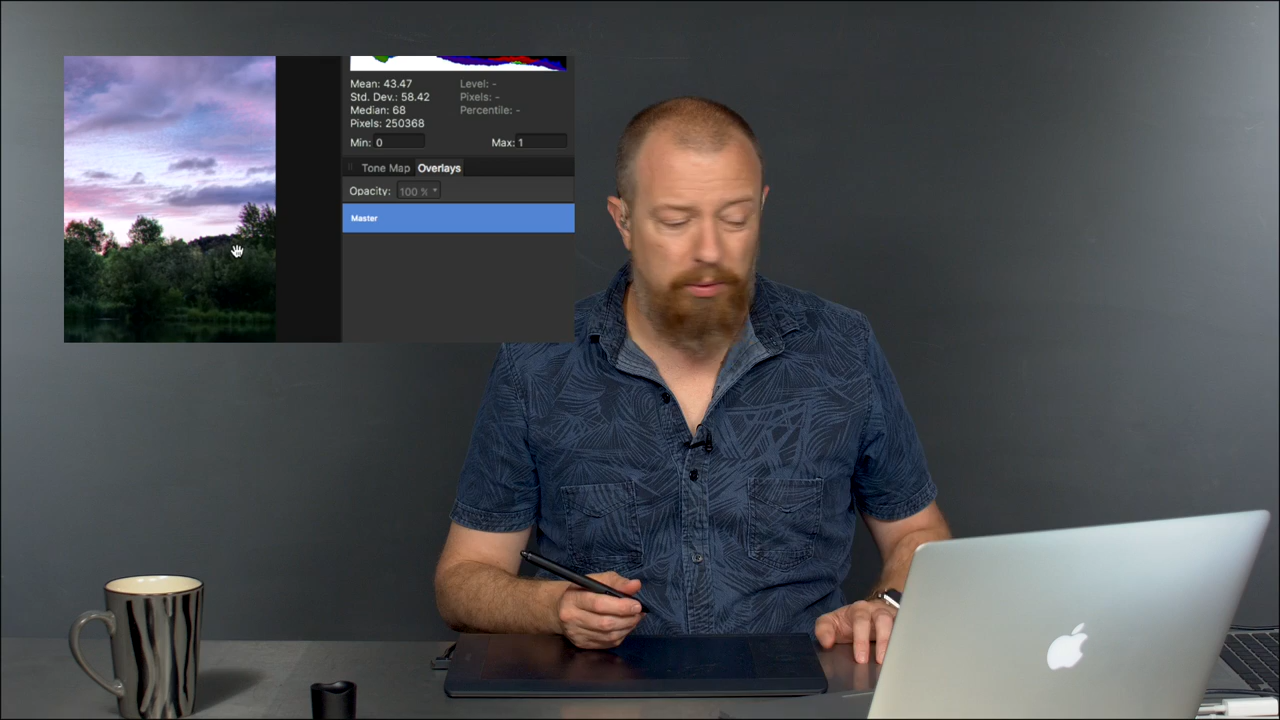 Mean: 43.47
Level: -
Std. Dev.: 58.42
Pixels: -
Median: 68
Percentile: -
Pixels: 250368
Min: 0
Max: 1
Tone Map
Overlays
Opacity: 100 %
Master